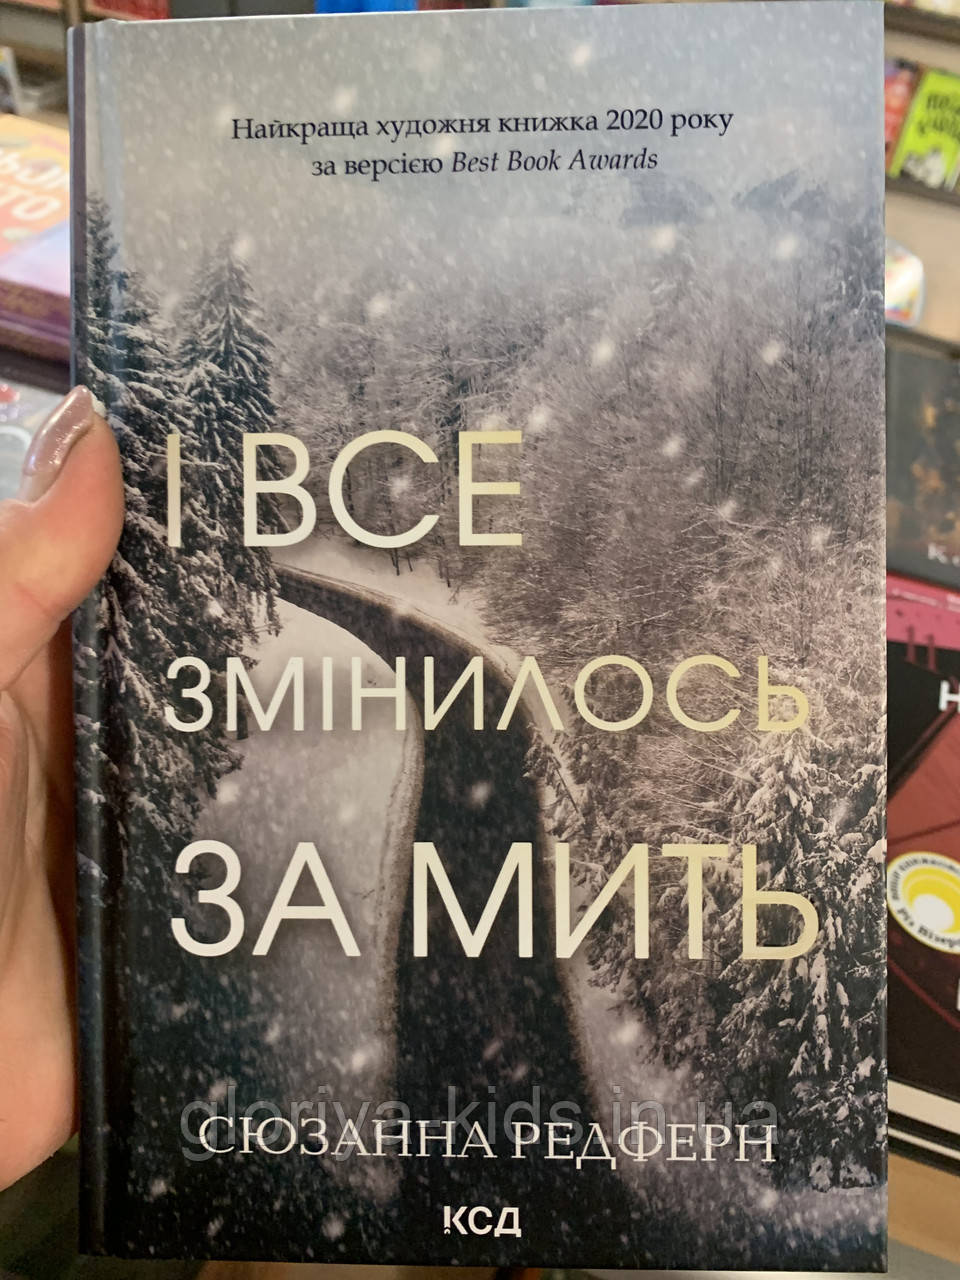 Найкраща художня книжка 2020 року
за версією Best Book Awards
І ВСЕ
ЗМІНИЛОСЬ
ЗА МИТЬ
gloriya-kids.in.ua
СЮЗАННА РЕДФЕРН
КСД